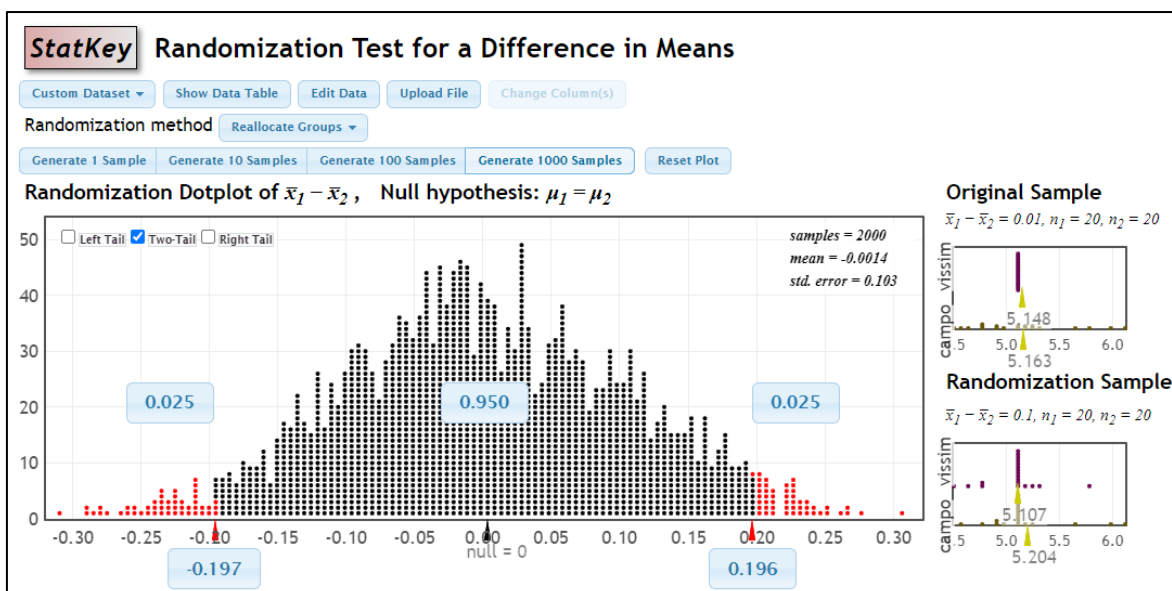 StatKey Randomization Test for a Difference in Means
Custom Dataset Show Data Table Edit Data Upload File Change Column(s)
Randomization method Reallocate Groups
Generate 1 Sample Generate 10 Samples Generate 100 Samples Generate 1000 Samples Reset Plot
Randomization Dotplot of x̄₁ − x̄₂ , Null hypothesis: μ₁ = μ₂
Left Tail Two-Tail Right Tail
samples = 2000
mean = -0.0014
std. error = 0.103
50
40
30
20
10
0
0.025 0.950 0.025
-0.30 -0.25 -0.20 -0.15 -0.10 -0.05 0.00 0.05 0.10 0.15 0.20 0.25 0.30
null = 0
-0.197 0.196
Original Sample
x̄₁ − x̄₂ = 0.01, n₁ = 20, n₂ = 20
vissim
campo
5.148
.5 5.0 5.5 6.0
5.163
Randomization Sample
x̄₁ − x̄₂ = 0.1, n₁ = 20, n₂ = 20
vissim
campo
5.107
.5 5.0 5.5 6.0
5.204